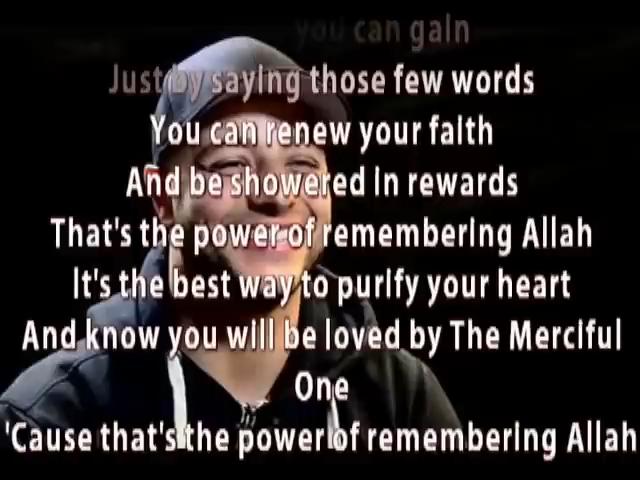 you can gain
Just by saying those few words
You can renew your faith
And be showered in rewards
That's the power of remembering Allah
It's the best way to purify your heart
And know you will be loved by The Merciful
One
'Cause that's the power of remembering Allah